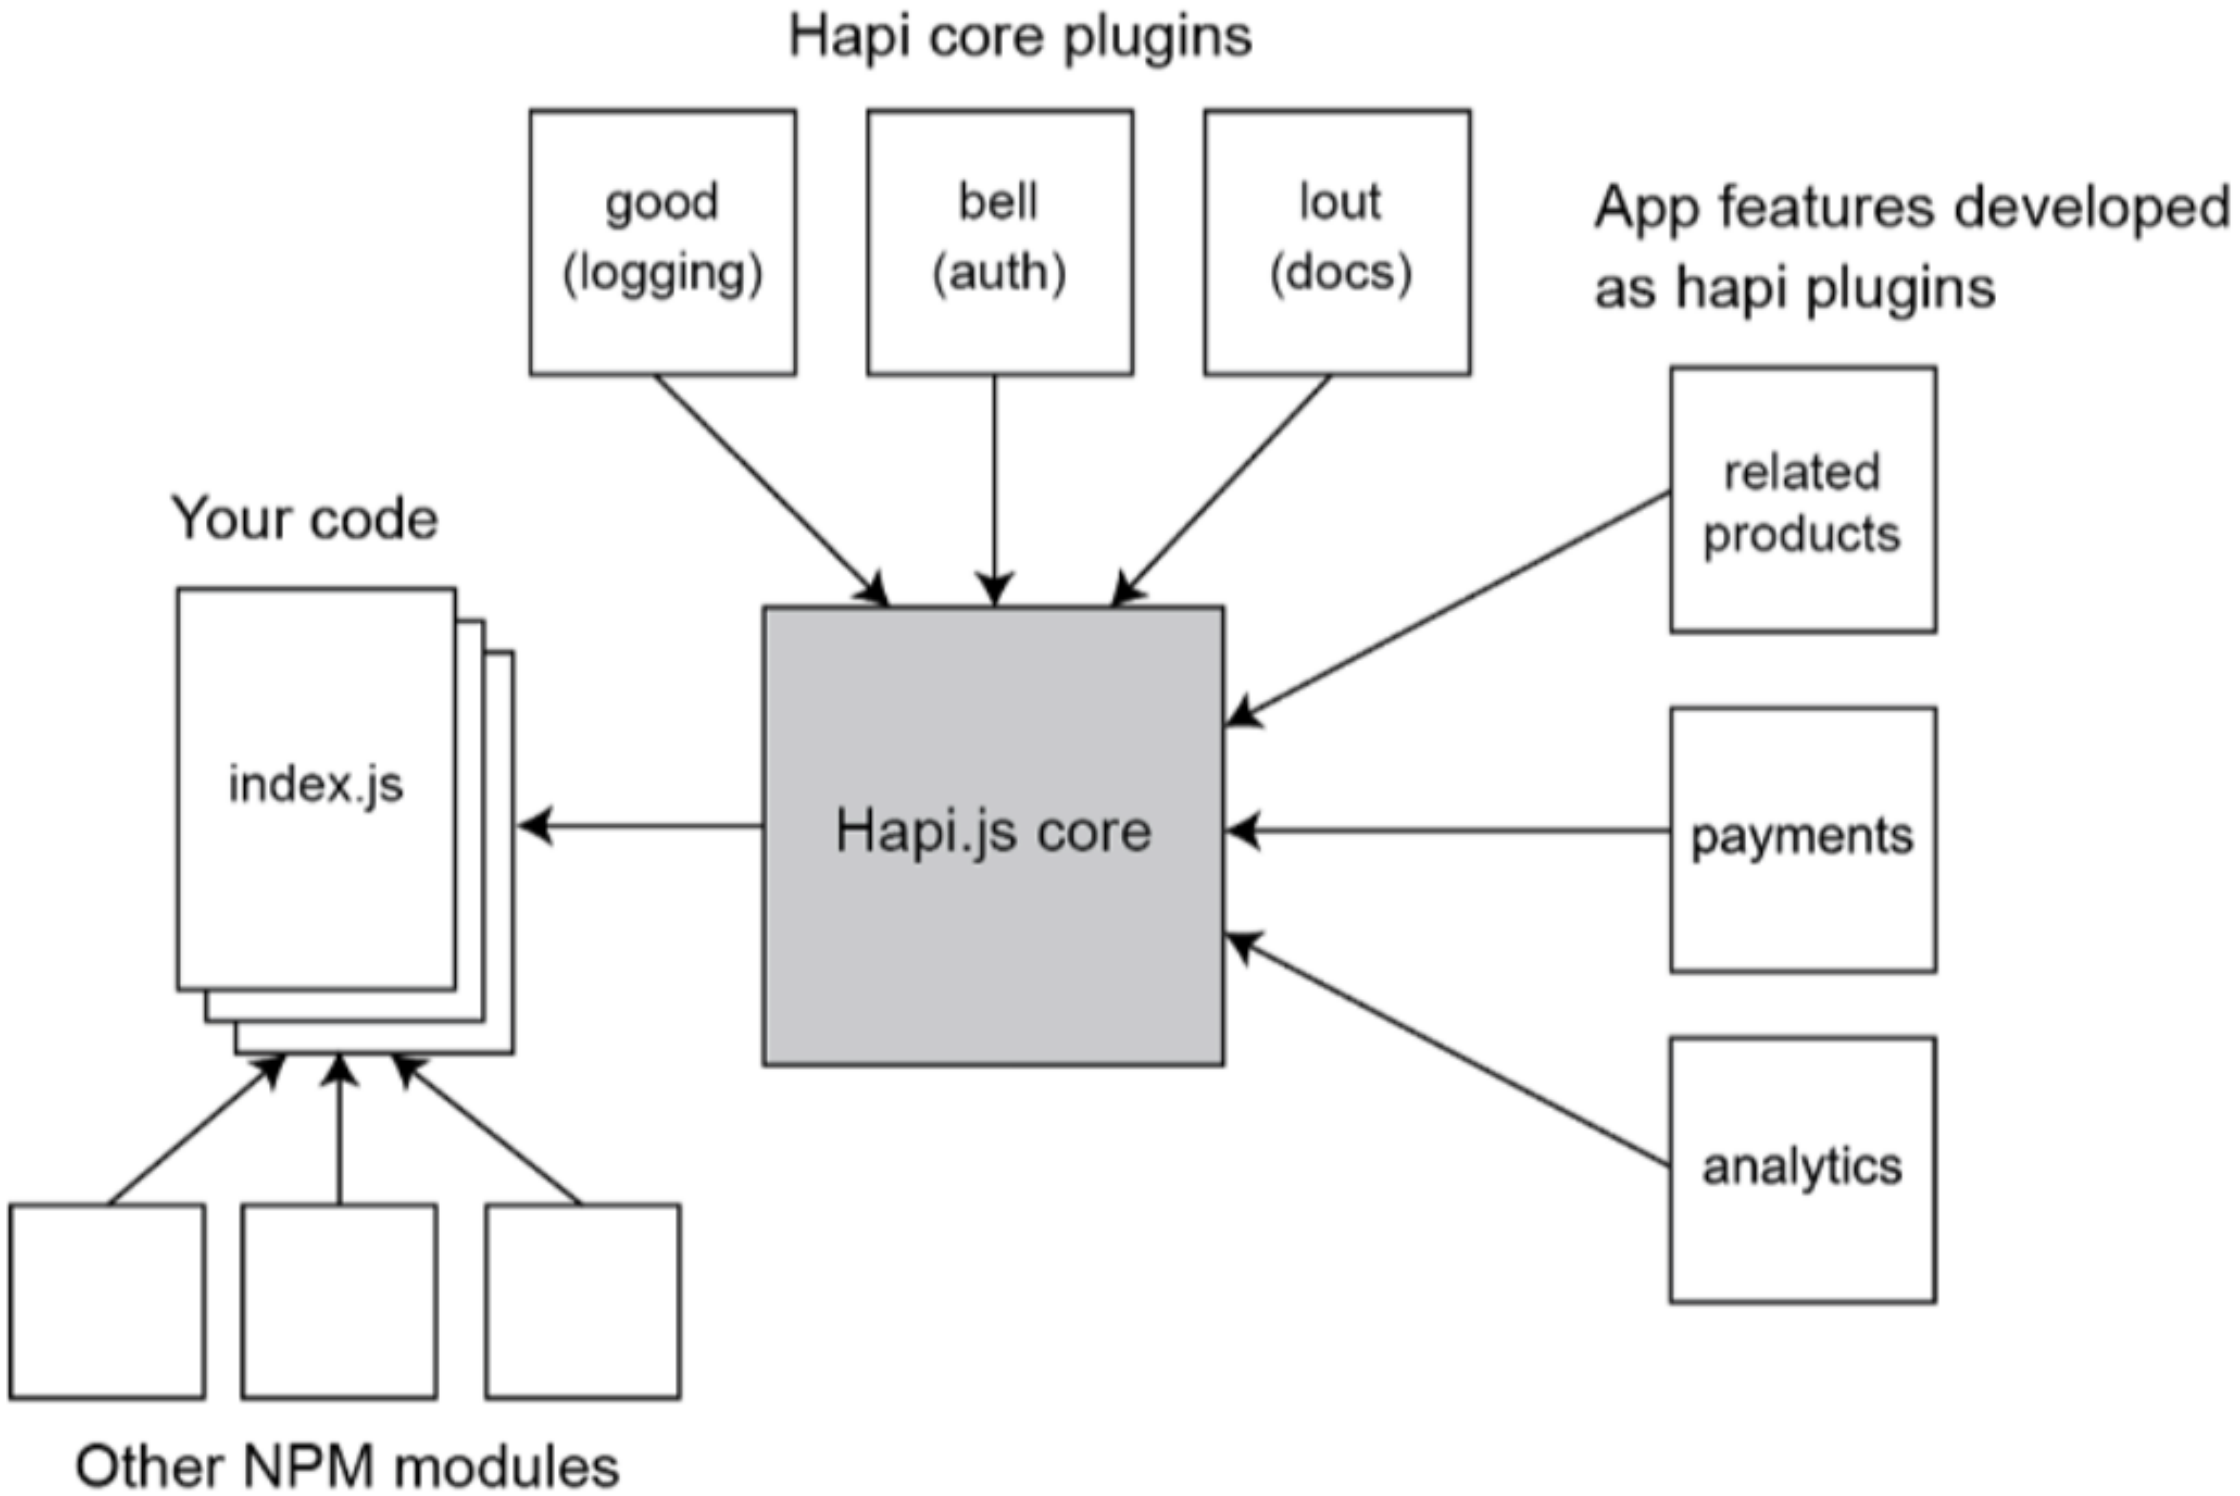 Hapi core plugins
good
(logging)
bell
(auth)
lout
(docs)
App features developed
as hapi plugins
related
products
payments
analytics
Your code
index.js
Hapi.js core
Other NPM modules